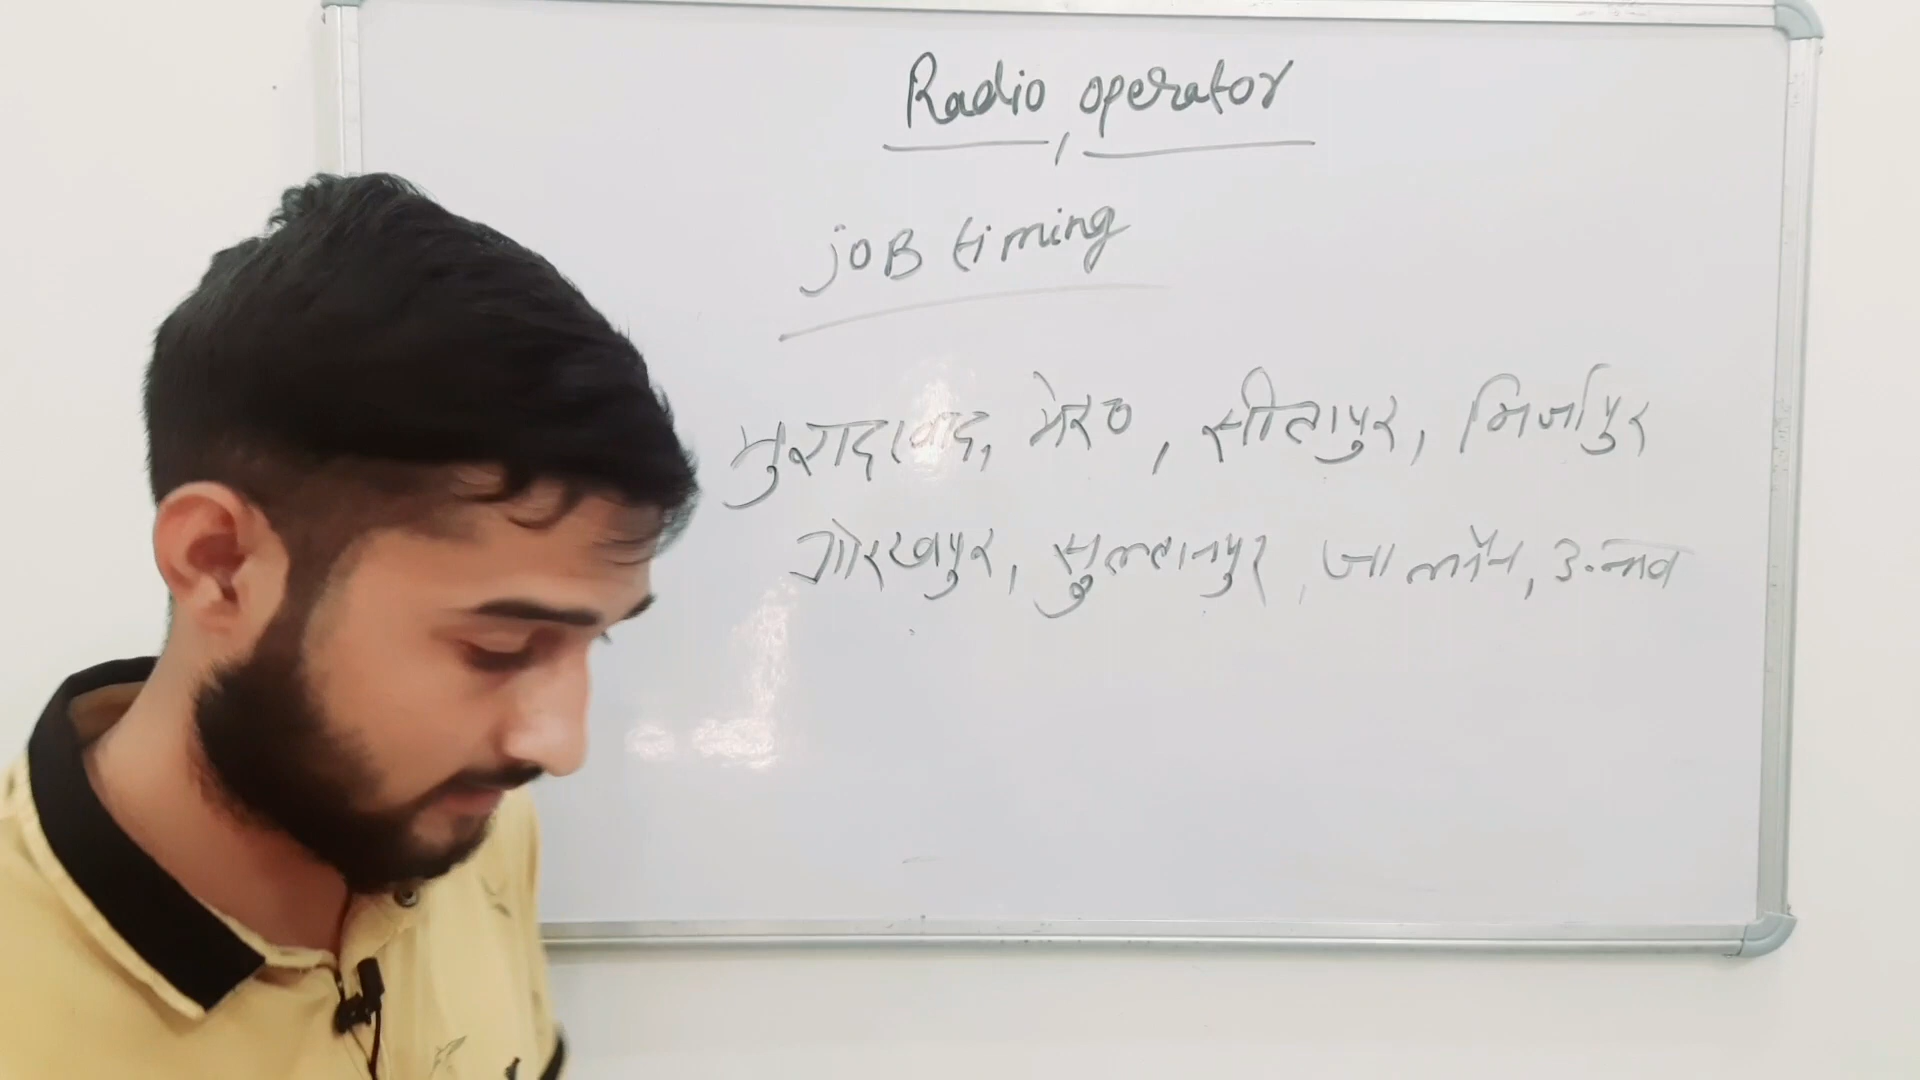 Radio operator
JOB timing
मुरादाबाद, मेरठ, सीतापुर, मिर्जापुर
गोरखपुर, सुल्तानपुर, जालौन, उन्नाव